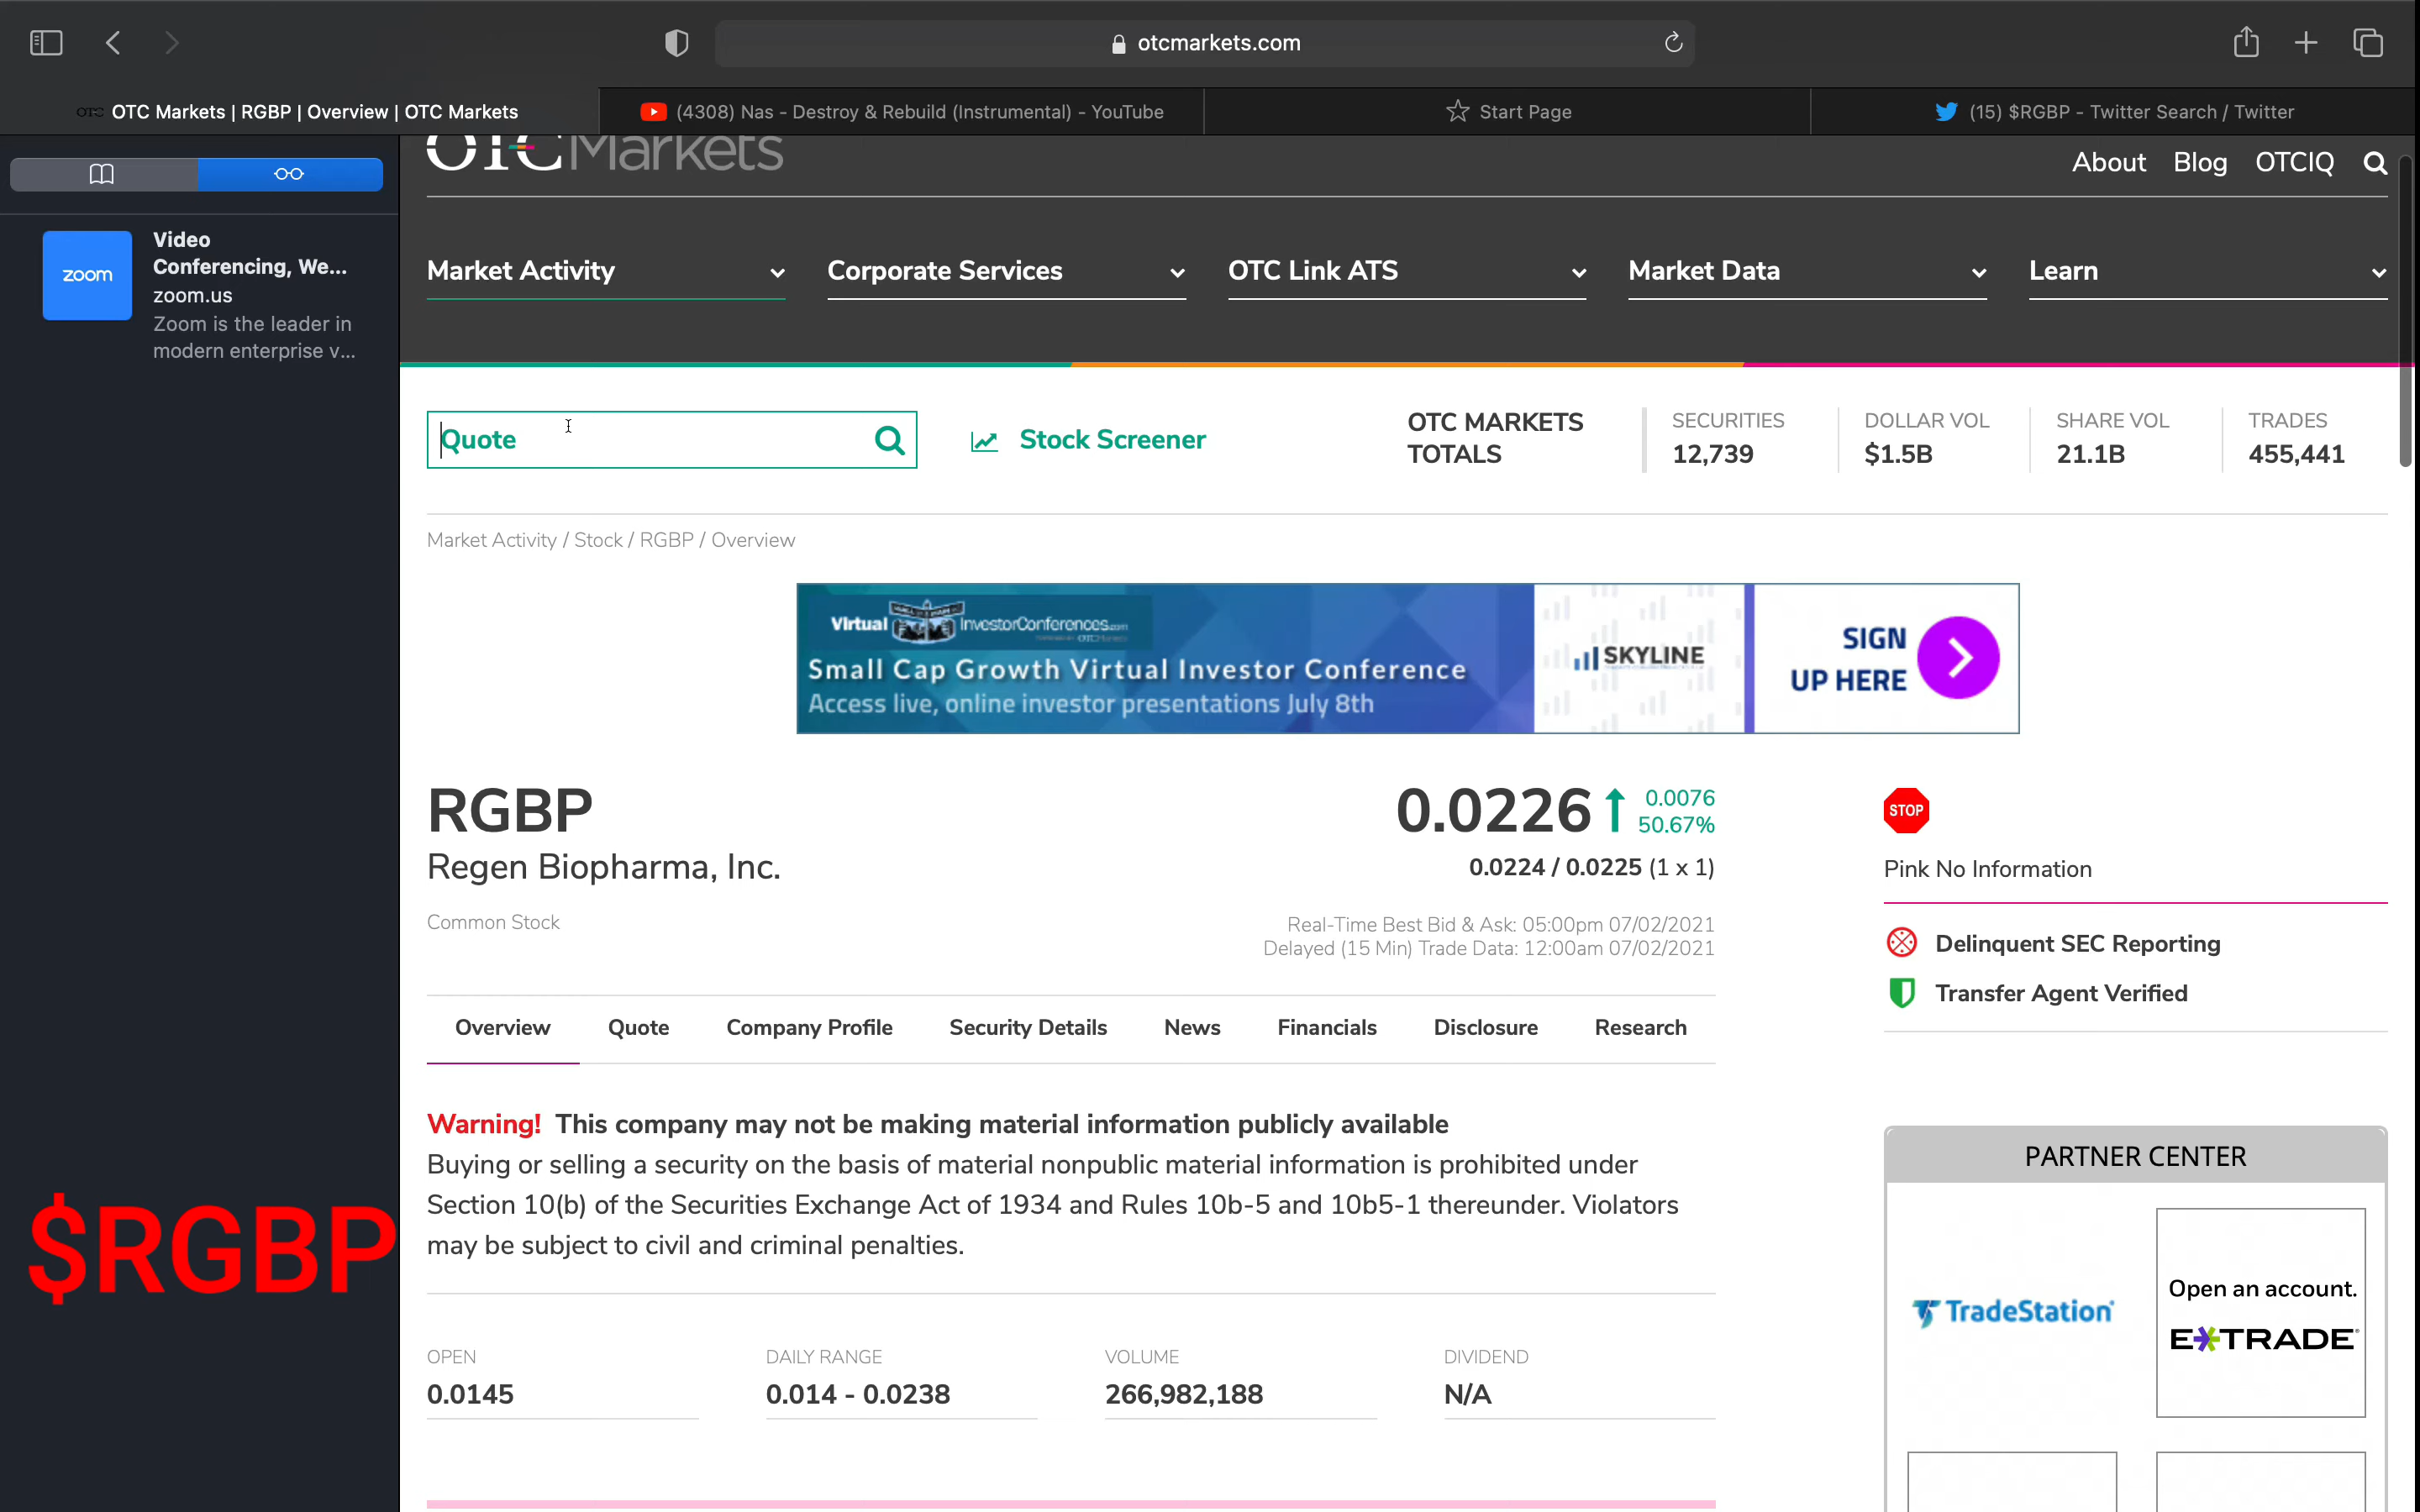 otcmarkets.com
OTC Markets | RGBP | Overview | OTC Markets
(4308) Nas - Destroy & Rebuild (Instrumental) - YouTube
Start Page
(15) $RGBP - Twitter Search / Twitter
OTC Markets
About Blog OTCIQ
zoom
Video
Conferencing, We...
zoom.us
Zoom is the leader in
modern enterprise v...
Market Activity
Corporate Services
OTC Link ATS
Market Data
Learn
Quote
Stock Screener
OTC MARKETS
TOTALS
SECURITIES
12,739
DOLLAR VOL
$1.5B
SHARE VOL
21.1B
TRADES
455,441
Market Activity / Stock / RGBP / Overview
Virtual InvestorConferences.com
Small Cap Growth Virtual Investor Conference
Access live, online investor presentations July 8th
SKYLINE
SIGN
UP HERE
RGBP
Regen Biopharma, Inc.
Common Stock
0.0226
0.0076
50.67%
0.0224 / 0.0225 (1 x 1)
Real-Time Best Bid & Ask: 05:00pm 07/02/2021
Delayed (15 Min) Trade Data: 12:00am 07/02/2021
STOP
Pink No Information
Delinquent SEC Reporting
Transfer Agent Verified
Overview
Quote
Company Profile
Security Details
News
Financials
Disclosure
Research
Warning! This company may not be making material information publicly available
Buying or selling a security on the basis of material nonpublic material information is prohibited under
Section 10(b) of the Securities Exchange Act of 1934 and Rules 10b-5 and 10b5-1 thereunder. Violators
may be subject to civil and criminal penalties.
$RGBP
OPEN
0.0145
DAILY RANGE
0.014 - 0.0238
VOLUME
266,982,188
DIVIDEND
N/A
PARTNER CENTER
TradeStation
Open an account.
E*TRADE